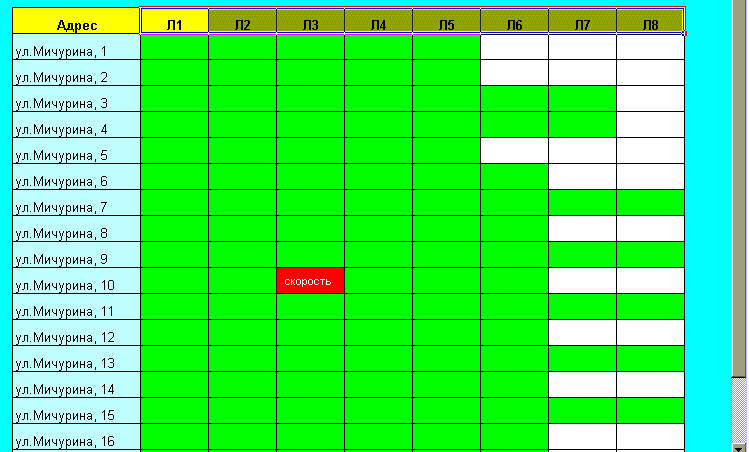 Адрес Л1 Л2 Л3 Л4 Л5 Л6 Л7 Л8
ул.Мичурина, 1
ул.Мичурина, 2
ул.Мичурина, 3
ул.Мичурина, 4
ул.Мичурина, 5
ул.Мичурина, 6
ул.Мичурина, 7
ул.Мичурина, 8
ул.Мичурина, 9
ул.Мичурина, 10 скорость
ул.Мичурина, 11
ул.Мичурина, 12
ул.Мичурина, 13
ул.Мичурина, 14
ул.Мичурина, 15
ул.Мичурина, 16